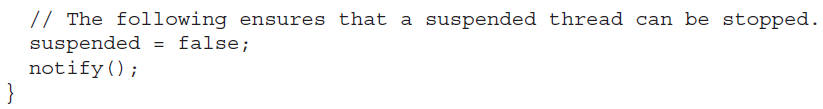 // The following ensures that a suspended thread can be stopped.
suspended = false;
notify();
}